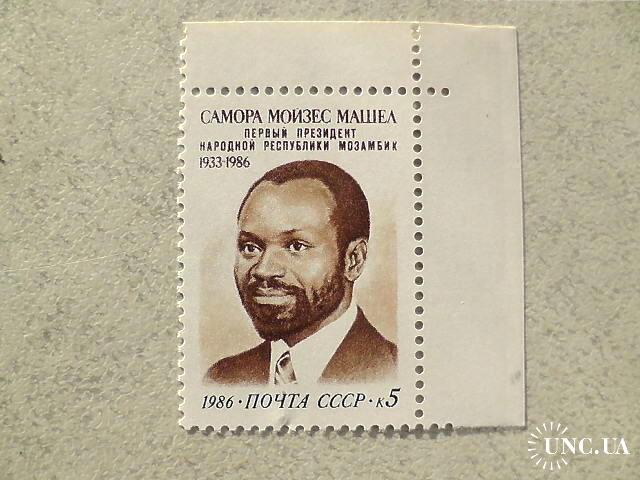 САМОРА МОЙЗЕС МАШЕЛ
ПЕРВЫЙ ПРЕЗИДЕНТ
НАРОДНОЙ РЕСПУБЛИКИ МОЗАМБИК
1933-1986
1986 · ПОЧТА СССР · к5
UNC.UA